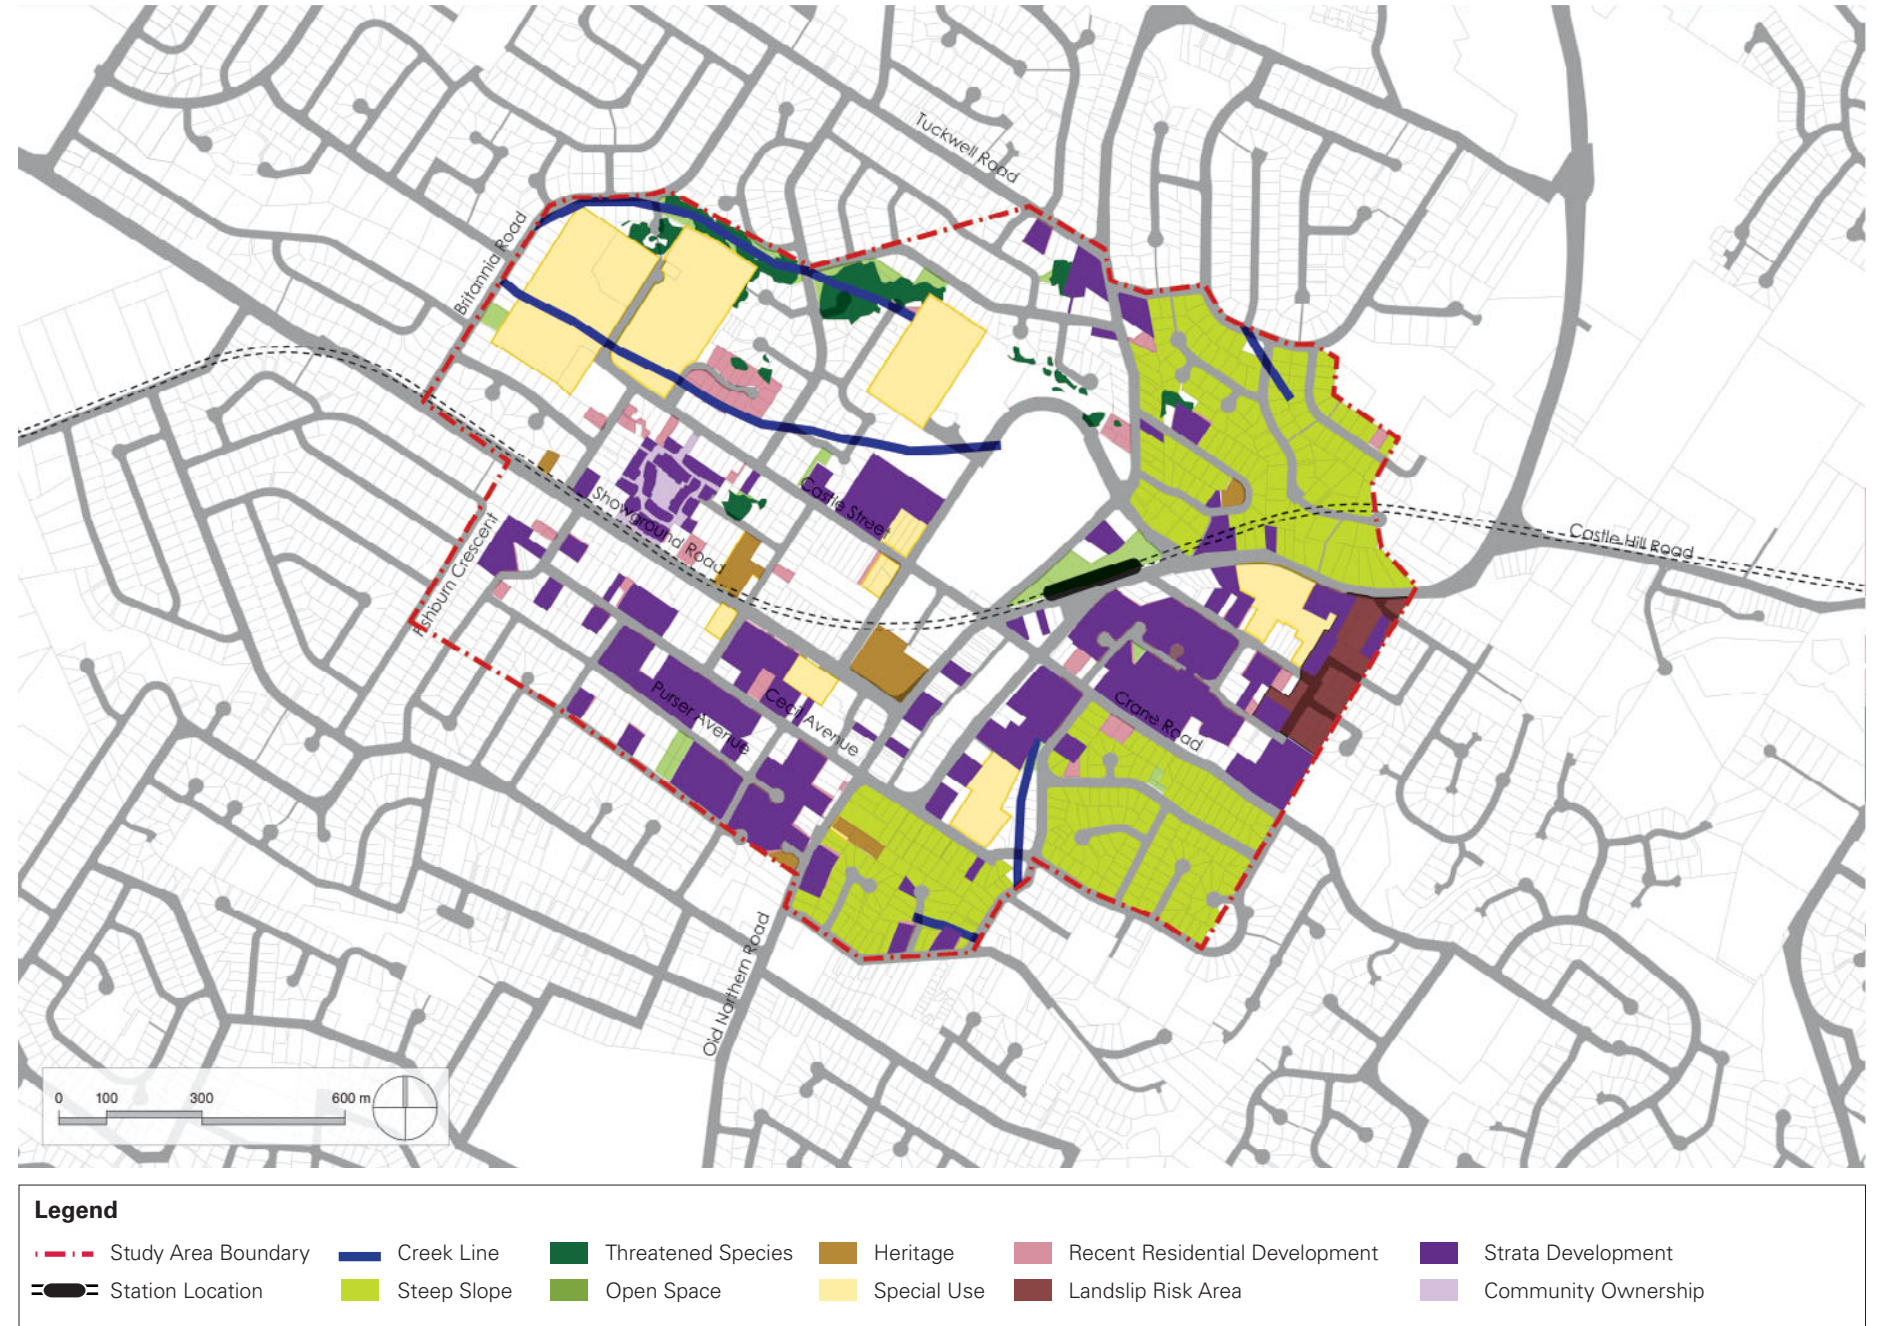 Tuckwell Road
Britannia Road
Castle Street
Showground Road
Ashburn Crescent
Castle Hill Road
Crane Road
Cecil Avenue
Purser Avenue
Old Northern Road
0 100 300 600 m
Legend
Study Area Boundary Creek Line Threatened Species Heritage Recent Residential Development Strata Development
Station Location Steep Slope Open Space Special Use Landslip Risk Area Community Ownership